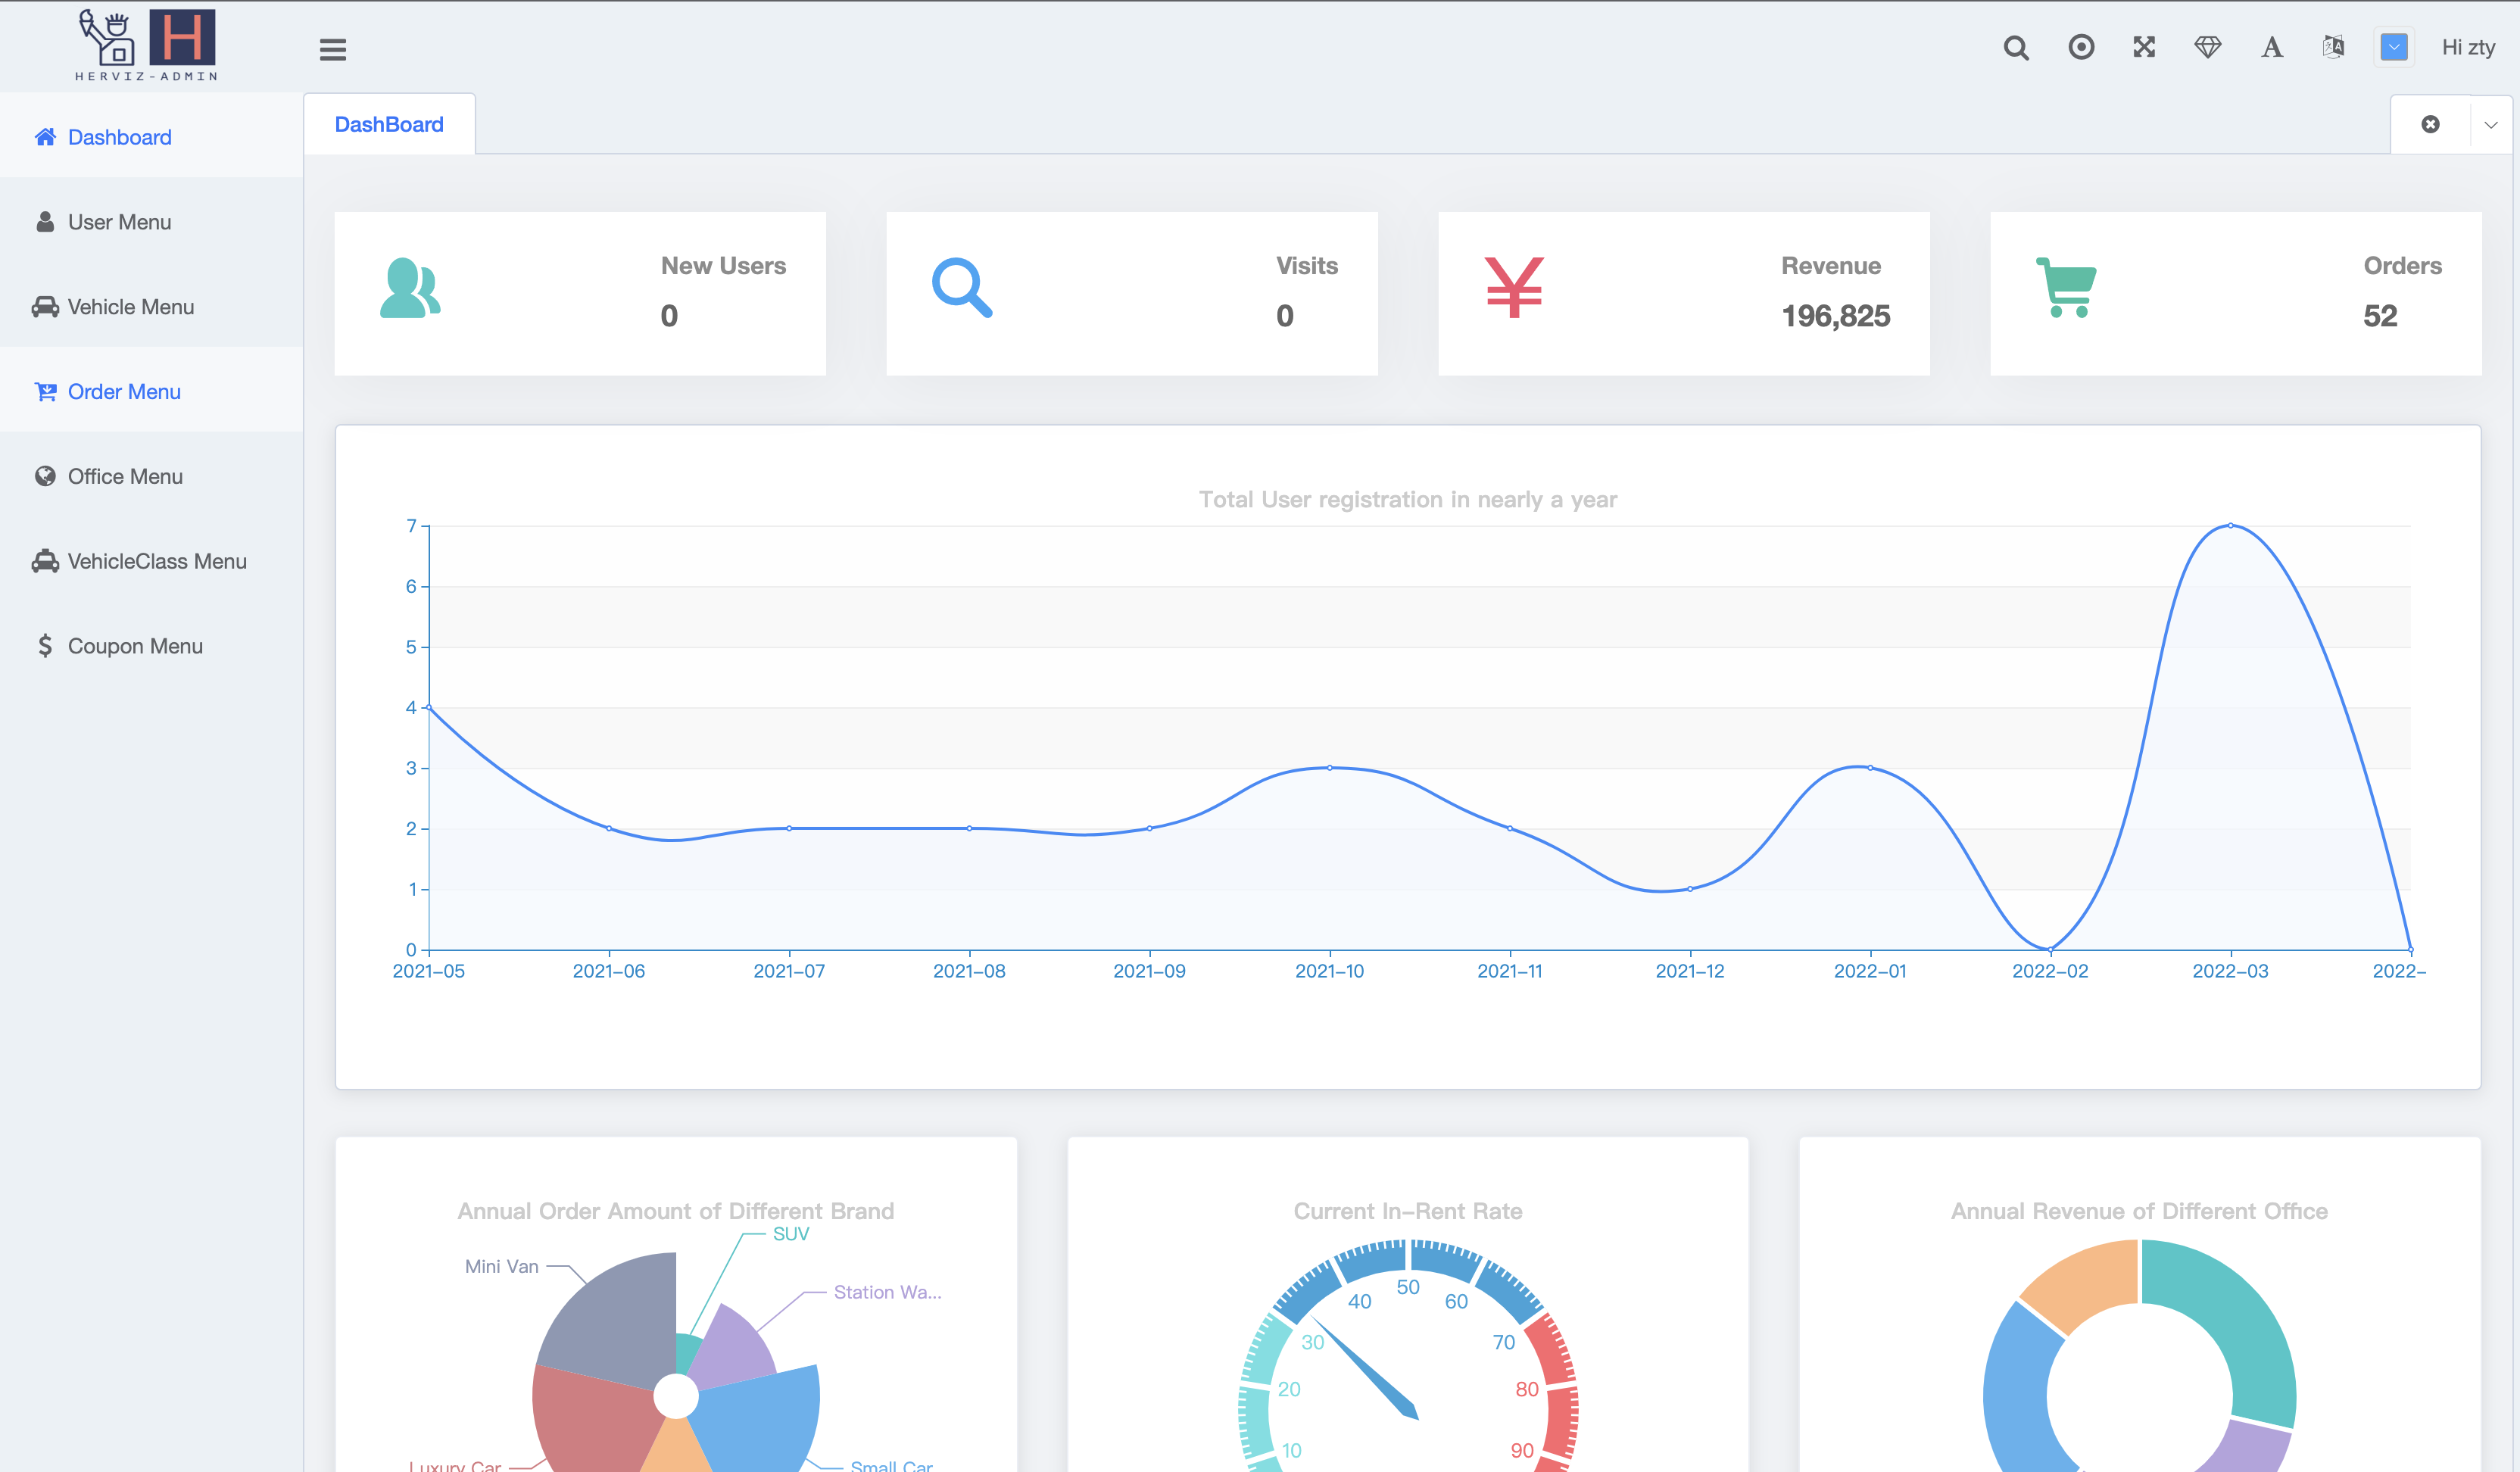 H
HERVIZ-ADMIN
A
Hi zty
Dashboard
User Menu
Vehicle Menu
Order Menu
Office Menu
VehicleClass Menu
Coupon Menu
DashBoard
New Users
0
Visits
0
¥
Revenue
196,825
Orders
52
Total User registration in nearly a year
7
6
5
4
3
2
1
0
2021-05
2021-06
2021-07
2021-08
2021-09
2021-10
2021-11
2021-12
2022-01
2022-02
2022-03
2022-
Annual Order Amount of Different Brand
SUV
Mini Van
Station Wa...
Luxury Car
Small Car
Current In-Rent Rate
10
20
30
40
50
60
70
80
90
Annual Revenue of Different Office